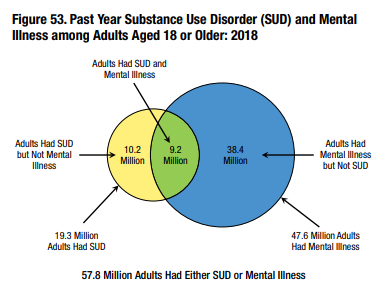 Figure 53. Past Year Substance Use Disorder (SUD) and Mental
Illness among Adults Aged 18 or Older: 2018
Adults Had SUD and
Mental Illness
Adults Had SUD
but Not Mental
Illness
10.2
Million
9.2
Million
38.4
Million
Adults Had
Mental Illness
but Not SUD
19.3 Million
Adults Had SUD
47.6 Million Adults
Had Mental Illness
57.8 Million Adults Had Either SUD or Mental Illness